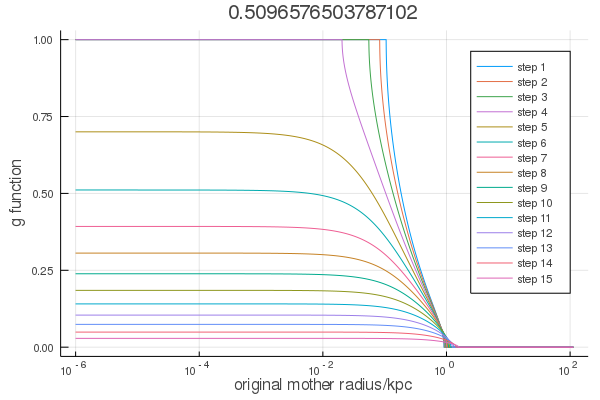 0.5096576503787102
1.00
0.75
0.50
0.25
0.00
g function
10^-6
10^-4
10^-2
10^0
10^2
original mother radius/kpc
step 1
step 2
step 3
step 4
step 5
step 6
step 7
step 8
step 9
step 10
step 11
step 12
step 13
step 14
step 15